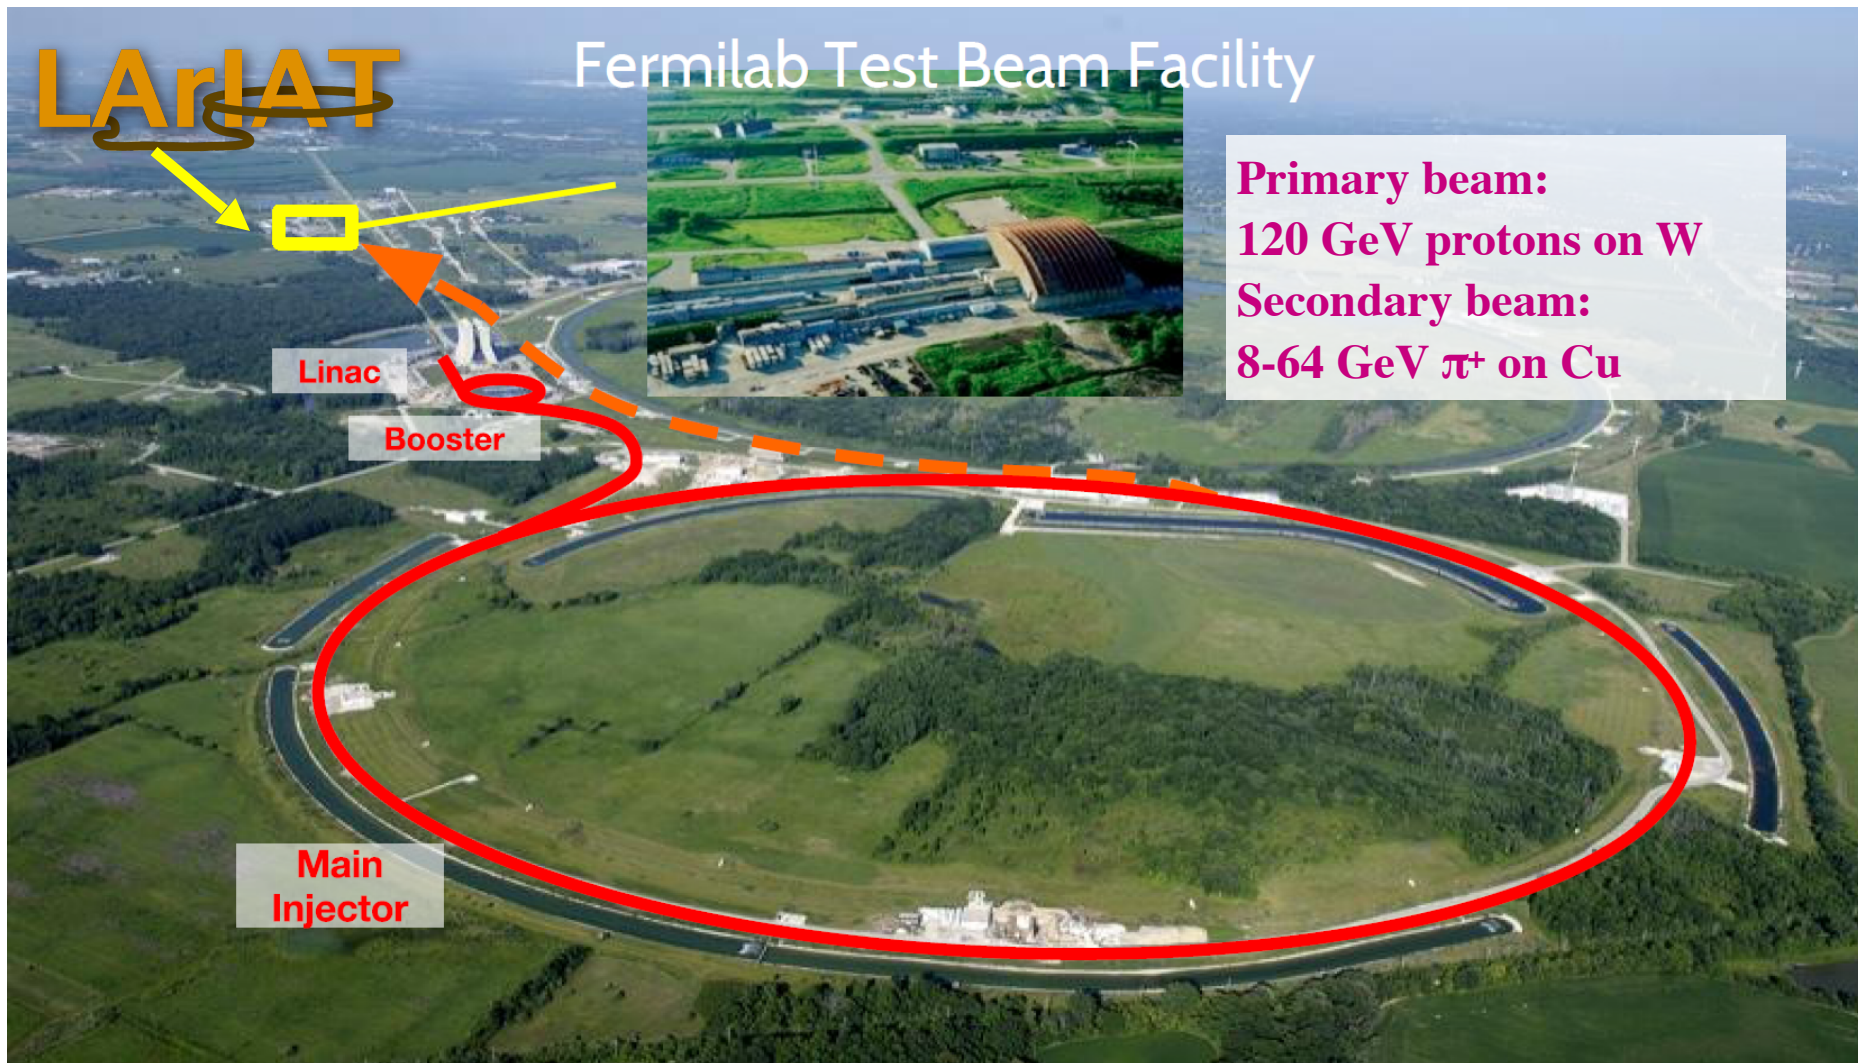 LArIAT
Fermilab Test Beam Facility
Primary beam:
120 GeV protons on W
Secondary beam:
8-64 GeV π⁺ on Cu
Linac
Booster
Main
Injector